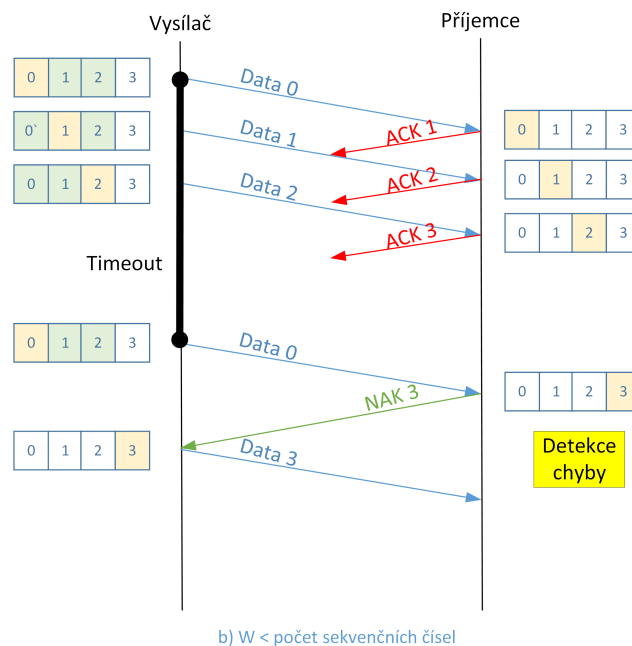 Vysílač
Příjemce
0 1 2 3
Data 0
0 1 2 3
ACK 1
0` 1 2 3
Data 1
0 1 2 3
ACK 2
0 1 2 3
Data 2
0 1 2 3
ACK 3
Timeout
0 1 2 3
Data 0
0 1 2 3
NAK 3
0 1 2 3
Data 3
Detekce
chyby
b) W < počet sekvenčních čísel